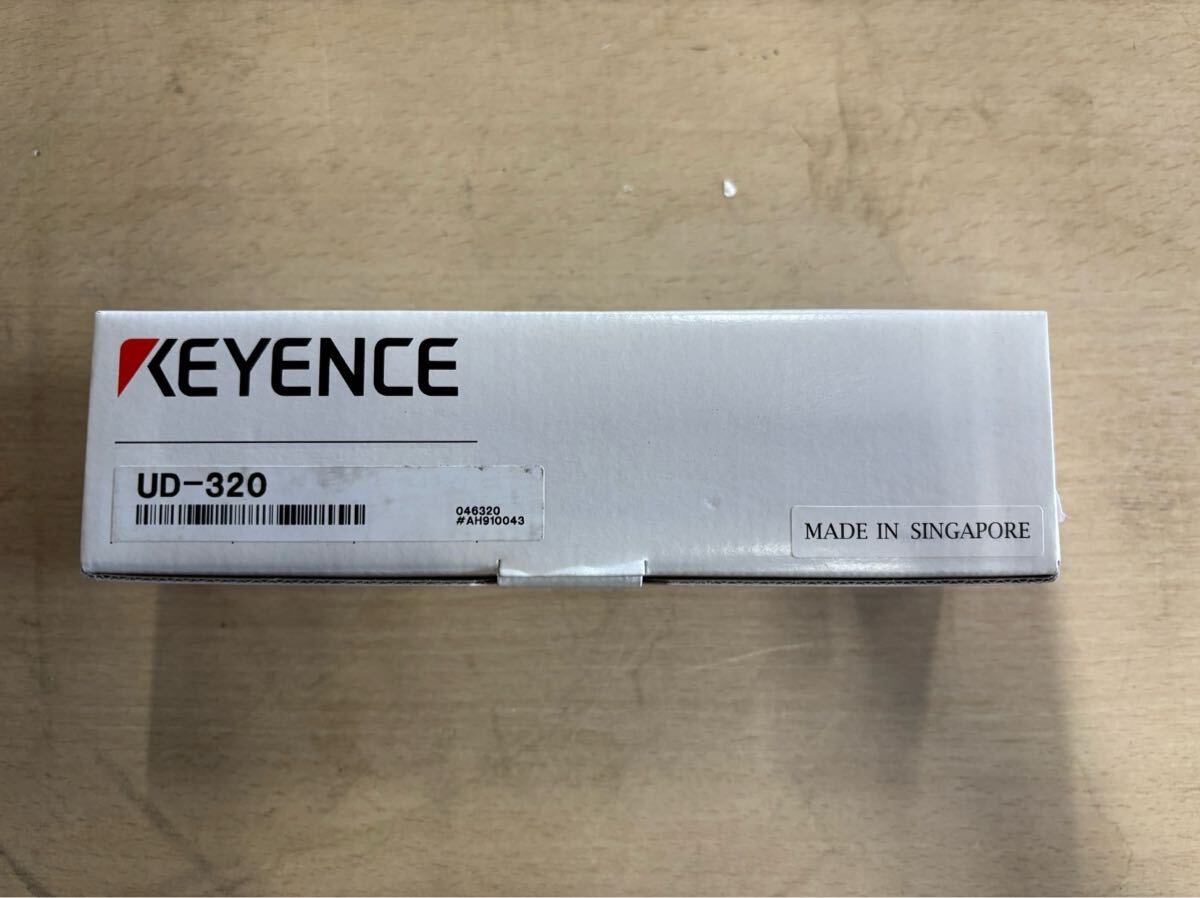 KEYENCE
UD-320
046320
#AH910043
MADE IN SINGAPORE